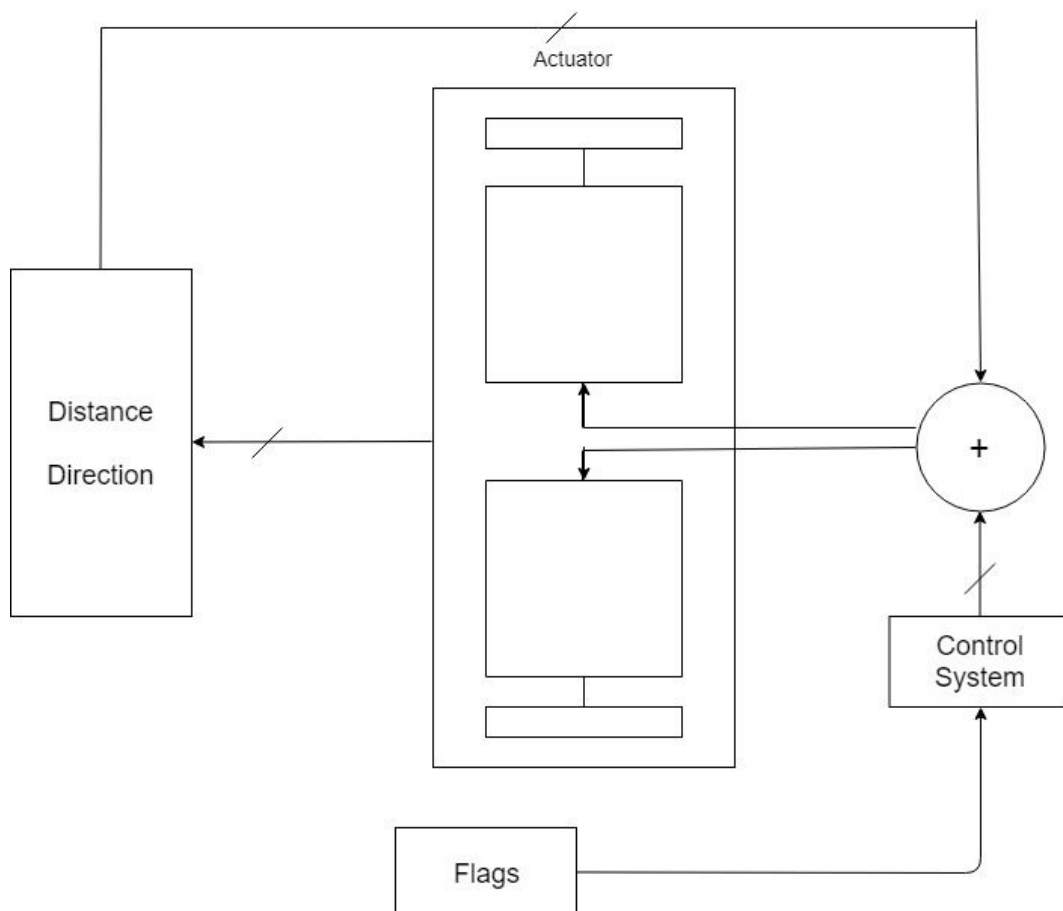 Actuator
Distance
Direction
+
Control
System
Flags